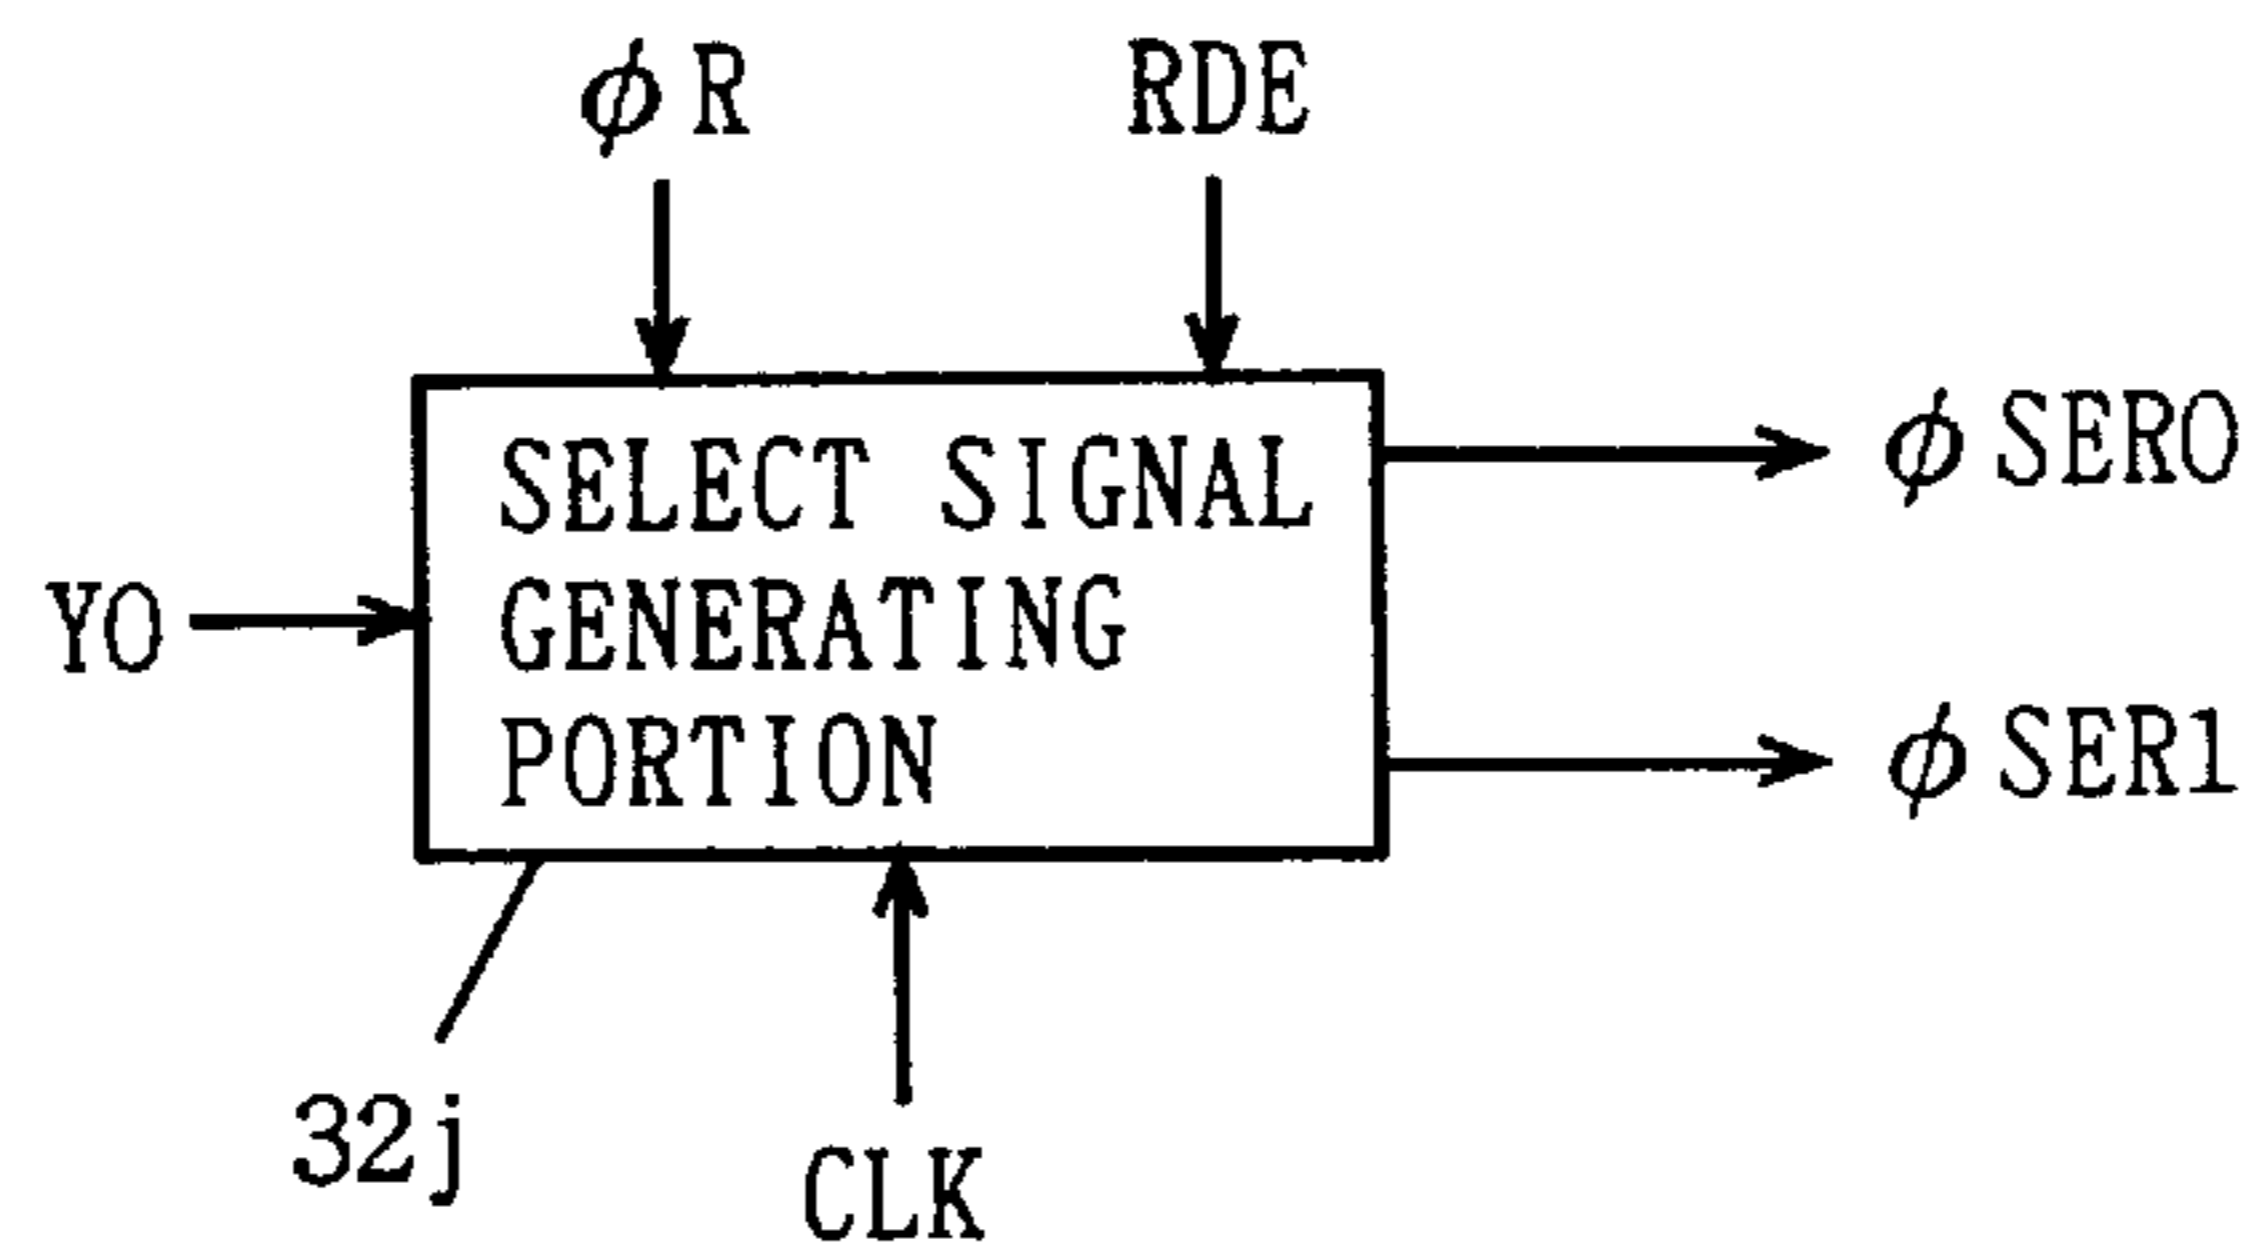 φR
RDE
SELECT SIGNAL
GENERATING
PORTION
Y0
φSER0
φSER1
32j
CLK